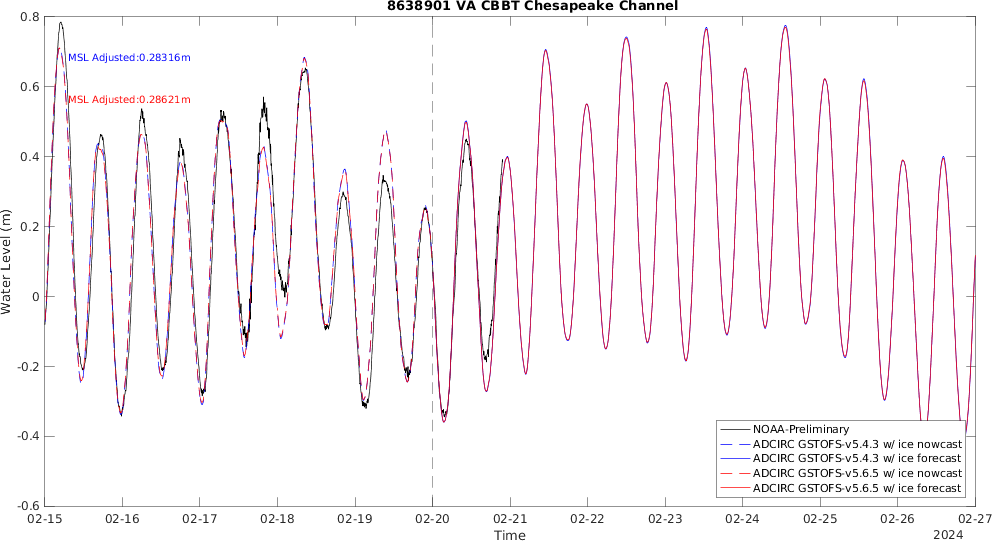 8638901 VA CBBT Chesapeake Channel
MSL Adjusted:0.28316m
MSL Adjusted:0.28621m
Water Level (m)
0.8
0.6
0.4
0.2
0
-0.2
-0.4
-0.6
NOAA-Preliminary
ADCIRC GSTOFS-v5.4.3 w/ ice nowcast
ADCIRC GSTOFS-v5.4.3 w/ ice forecast
ADCIRC GSTOFS-v5.6.5 w/ ice nowcast
ADCIRC GSTOFS-v5.6.5 w/ ice forecast
02-15 02-16 02-17 02-18 02-19 02-20 02-21 02-22 02-23 02-24 02-25 02-26 02-27
Time
2024